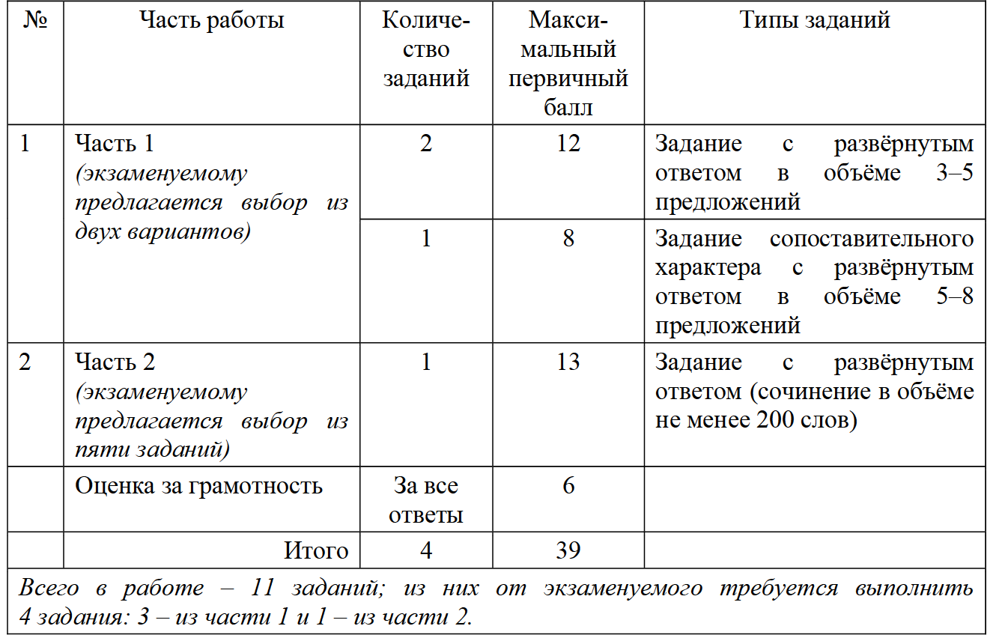 №
Часть работы
Количе-
ство
заданий
Макси-
мальный
первичный
балл
Типы заданий
1
Часть 1
(экзаменуемому
предлагается выбор из
двух вариантов)
2
12
Задание с развёрнутым
ответом в объёме 3–5
предложений
1
8
Задание сопоставительного
характера с развёрнутым
ответом в объёме 5–8
предложений
2
Часть 2
(экзаменуемому
предлагается выбор из
пяти заданий)
1
13
Задание с развёрнутым
ответом (сочинение в объёме
не менее 200 слов)
Оценка за грамотность
За все
ответы
6
Итого
4
39
Всего в работе – 11 заданий; из них от экзаменуемого требуется выполнить
4 задания: 3 – из части 1 и 1 – из части 2.